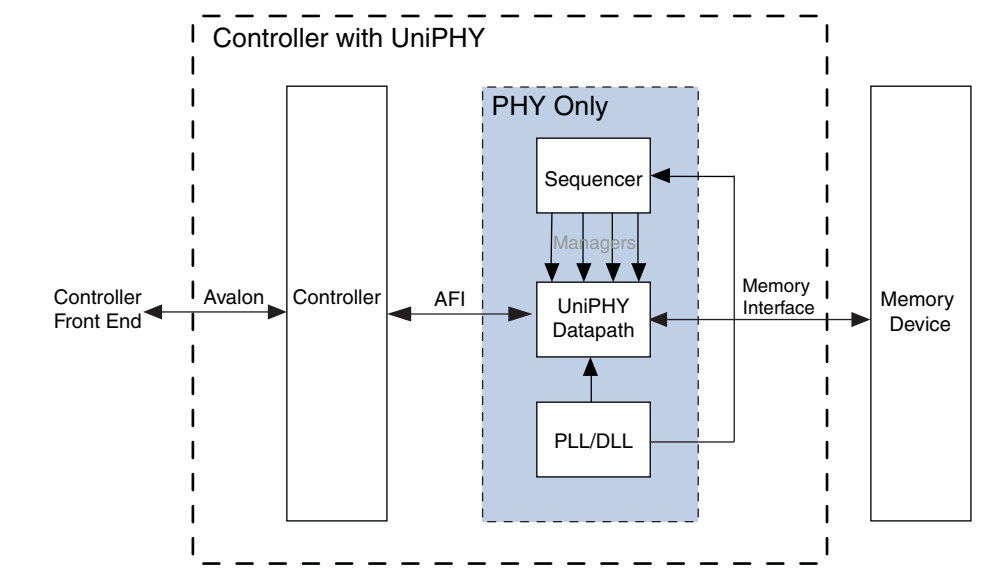 Controller with UniPHY
PHY Only
Sequencer
Managers
Controller
Front End
Avalon
Controller
AFI
UniPHY
Datapath
Memory
Interface
Memory
Device
PLL/DLL